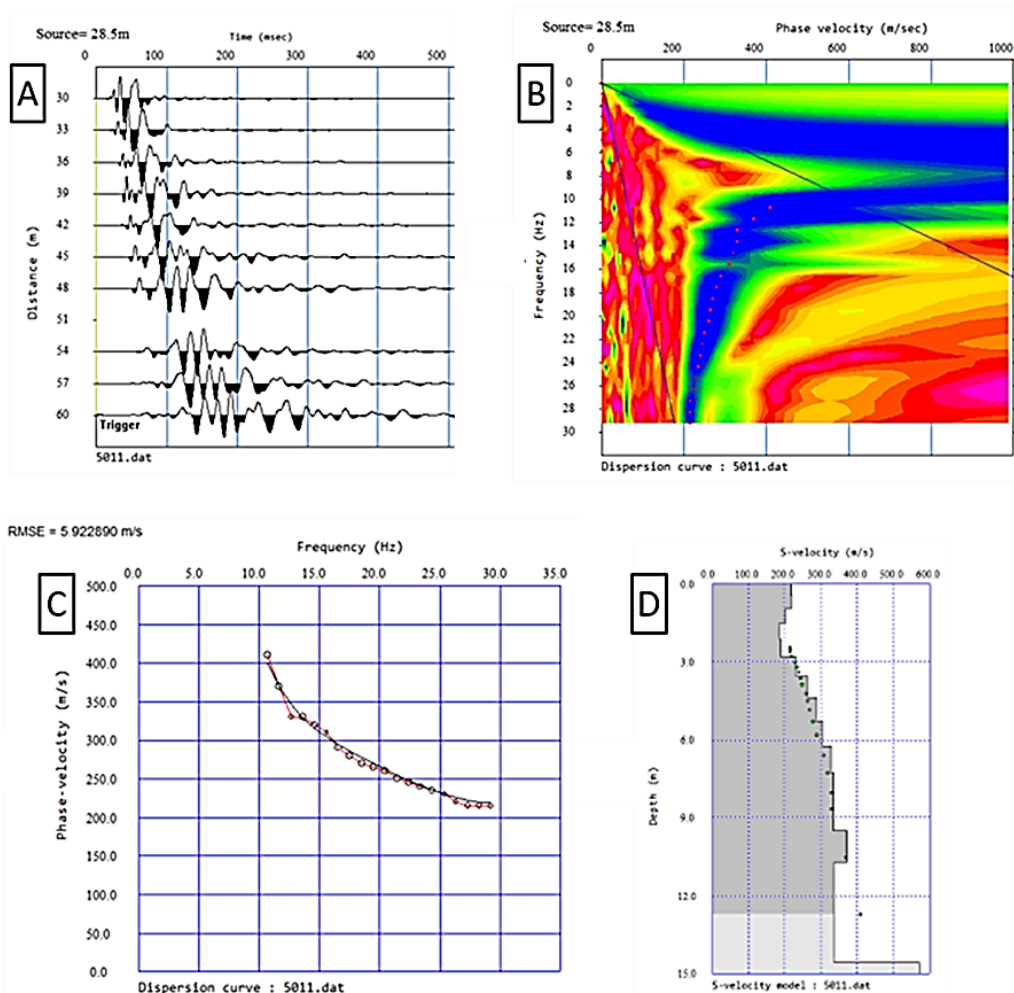 Source= 28.5m
Time (msec)
0 100 200 300 400 500
A
Distance (m)
30
33
36
39
42
45
48
51
54
57
60
Trigger
5011.dat
Source= 28.5m
Phase velocity (m/sec)
0 200 400 600 800 1000
B
Frequency (Hz)
0
2
4
6
8
10
12
14
16
18
20
22
24
26
28
30
Dispersion curve : 5011.dat
RMSE = 5.922890 m/s
Frequency (Hz)
0.0 5.0 10.0 15.0 20.0 25.0 30.0 35.0
C
Phase-velocity (m/s)
500.0
450.0
400.0
350.0
300.0
250.0
200.0
150.0
100.0
50.0
0.0
Dispersion curve : 5011.dat
S-velocity (m/s)
0.0 100.0 200.0 300.0 400.0 500.0 600.0
D
Depth (m)
0.0
3.0
6.0
9.0
12.0
15.0
S-velocity model : 5011.dat